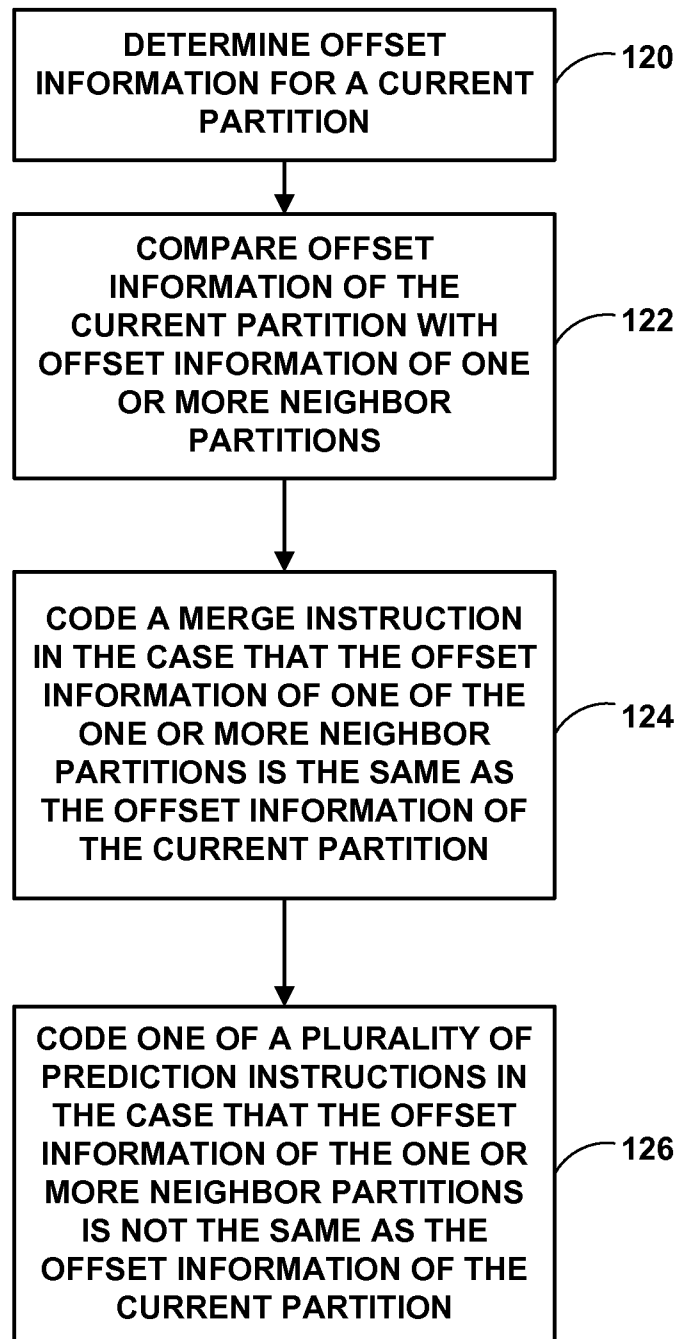 DETERMINE OFFSET
INFORMATION FOR A CURRENT
PARTITION
120
COMPARE OFFSET
INFORMATION OF THE
CURRENT PARTITION WITH
OFFSET INFORMATION OF ONE
OR MORE NEIGHBOR
PARTITIONS
122
CODE A MERGE INSTRUCTION
IN THE CASE THAT THE OFFSET
INFORMATION OF ONE OF THE
ONE OR MORE NEIGHBOR
PARTITIONS IS THE SAME AS
THE OFFSET INFORMATION OF
THE CURRENT PARTITION
124
CODE ONE OF A PLURALITY OF
PREDICTION INSTRUCTIONS IN
THE CASE THAT THE OFFSET
INFORMATION OF THE ONE OR
MORE NEIGHBOR PARTITIONS
IS NOT THE SAME AS THE
OFFSET INFORMATION OF THE
CURRENT PARTITION
126